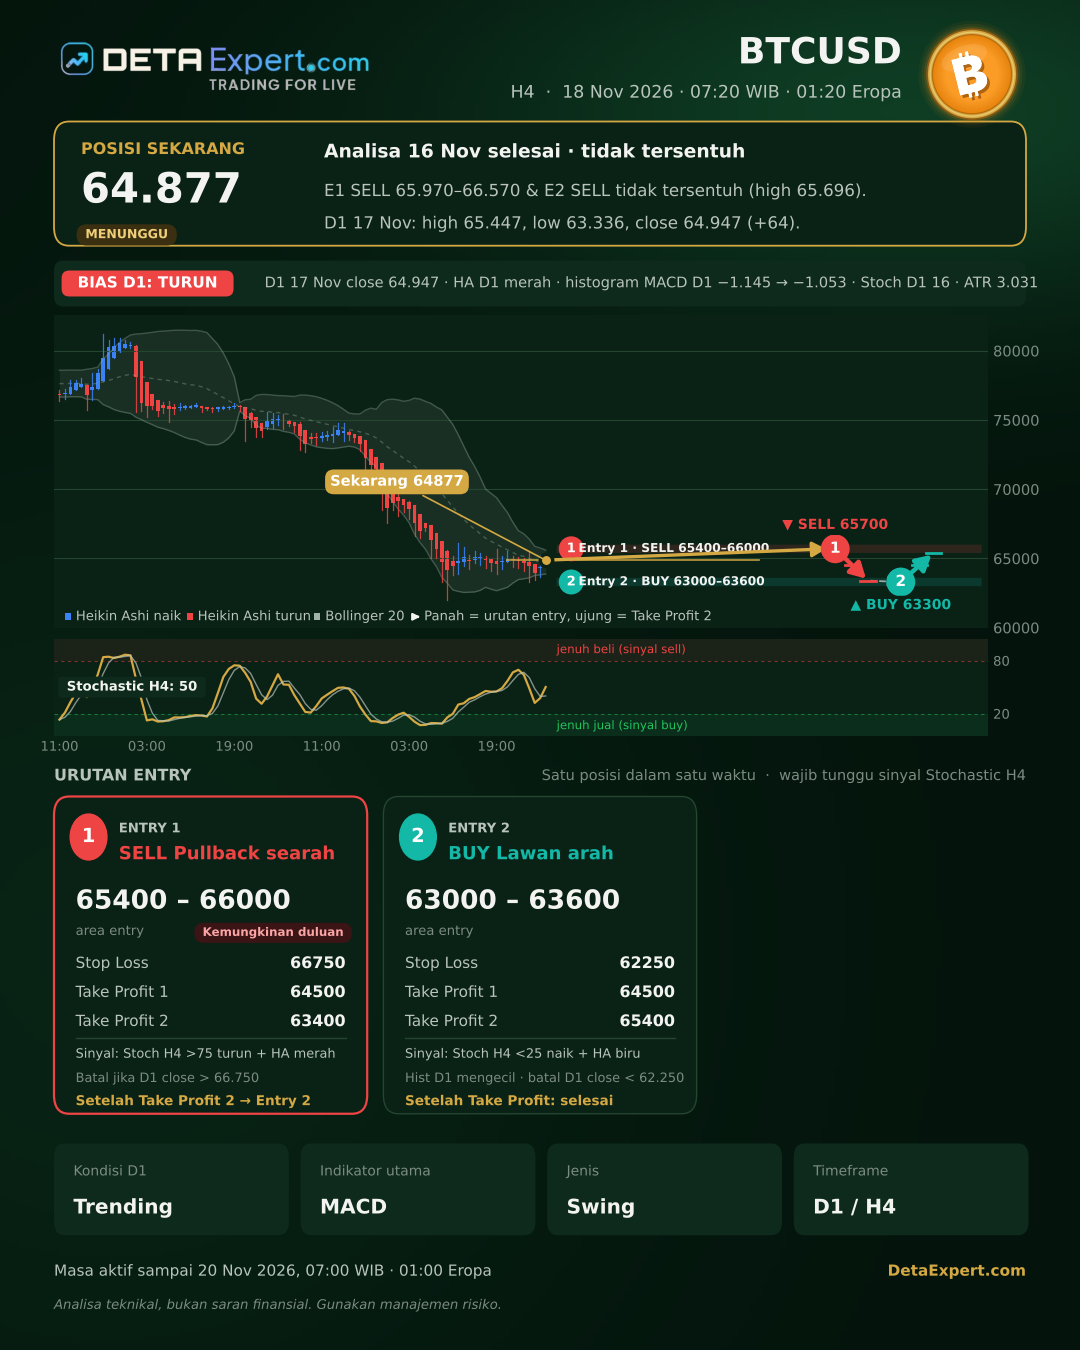 DETA Expert.com
TRADING FOR LIVE
BTCUSD
H4 · 18 Nov 2026 · 07:20 WIB · 01:20 Eropa
POSISI SEKARANG
64.877
MENUNGGU
Analisa 16 Nov selesai · tidak tersentuh
E1 SELL 65.970–66.570 & E2 SELL tidak tersentuh (high 65.696).
D1 17 Nov: high 65.447, low 63.336, close 64.947 (+64).
BIAS D1: TURUN
D1 17 Nov close 64.947 · HA D1 merah · histogram MACD D1 −1.145 → −1.053 · Stoch D1 16 · ATR 3.031
80000
75000
70000
65000
60000
Sekarang 64877
▼ SELL 65700
1 Entry 1 · SELL 65400–66000
1
2 Entry 2 · BUY 63000–63600
2
▲ BUY 63300
Heikin Ashi naik Heikin Ashi turun Bollinger 20 Panah = urutan entry, ujung = Take Profit 2
jenuh beli (sinyal sell)
80
Stochastic H4: 50
20
jenuh jual (sinyal buy)
11:00 03:00 19:00 11:00 03:00 19:00
URUTAN ENTRY
Satu posisi dalam satu waktu · wajib tunggu sinyal Stochastic H4
1
ENTRY 1
SELL Pullback searah
65400 – 66000
area entry
Kemungkinan duluan
Stop Loss 66750
Take Profit 1 64500
Take Profit 2 63400
Sinyal: Stoch H4 >75 turun + HA merah
Batal jika D1 close > 66.750
Setelah Take Profit 2 → Entry 2
2
ENTRY 2
BUY Lawan arah
63000 – 63600
area entry
Stop Loss 62250
Take Profit 1 64500
Take Profit 2 65400
Sinyal: Stoch H4 <25 naik + HA biru
Hist D1 mengecil · batal D1 close < 62.250
Setelah Take Profit: selesai
Kondisi D1
Trending
Indikator utama
MACD
Jenis
Swing
Timeframe
D1 / H4
Masa aktif sampai 20 Nov 2026, 07:00 WIB · 01:00 Eropa
DetaExpert.com
Analisa teknikal, bukan saran finansial. Gunakan manajemen risiko.